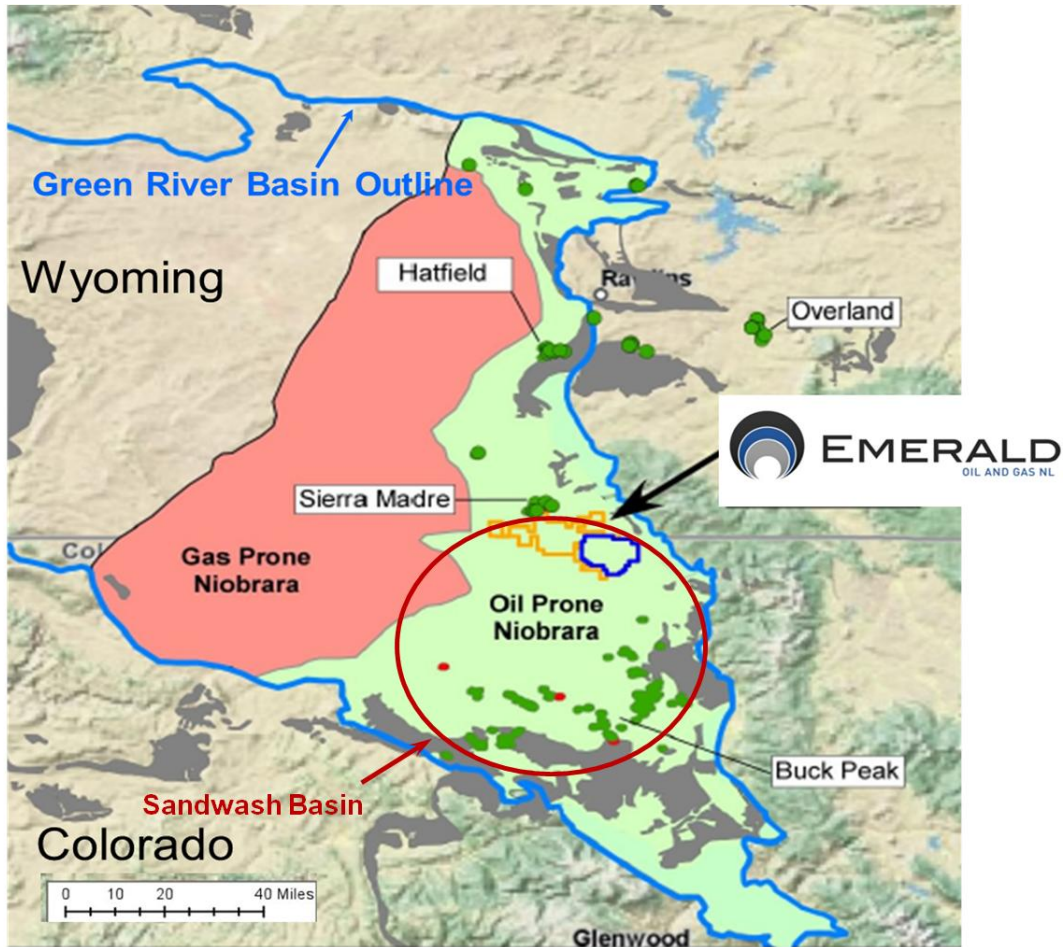 Green River Basin Outline
Wyoming
Hatfield
Overland
EMERALD
OIL AND GAS NL
Sierra Madre
Gas Prone
Niobrara
Oil Prone
Niobrara
Buck Peak
Sandwash Basin
Colorado
0 10 20 40 Miles
Glenwood